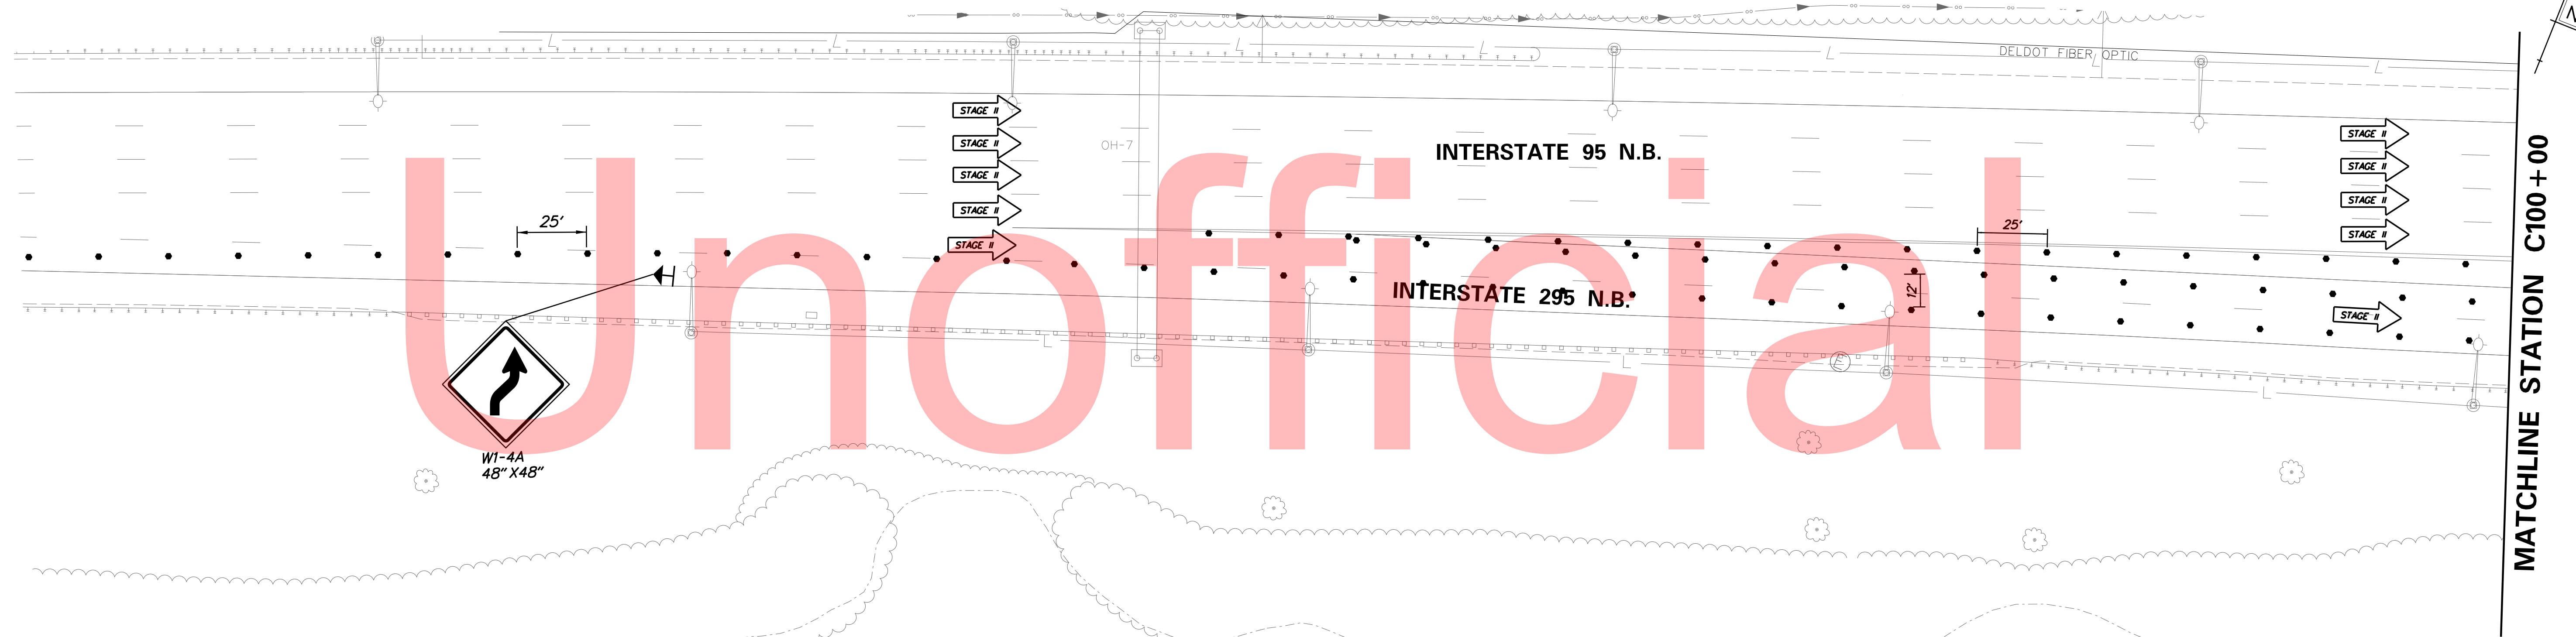 DELDOT FIBER OPTIC
STAGE II
STAGE II
STAGE II
STAGE II
STAGE II
OH-7
INTERSTATE 95 N.B.
STAGE II
STAGE II
STAGE II
STAGE II
25'
25'
12'
INTERSTATE 295 N.B.
STAGE II
E
W1-4A
48" X48"
MATCHLINE STATION C100+00
Unofficial